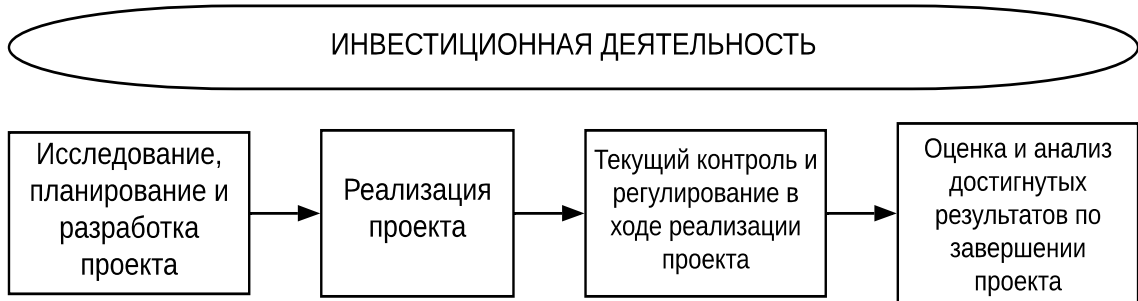 ИНВЕСТИЦИОННАЯ ДЕЯТЕЛЬНОСТЬ
Исследование,
планирование и
разработка
проекта
Реализация
проекта
Текущий контроль и
регулирование в
ходе реализации
проекта
Оценка и анализ
достигнутых
результатов по
завершении
проекта